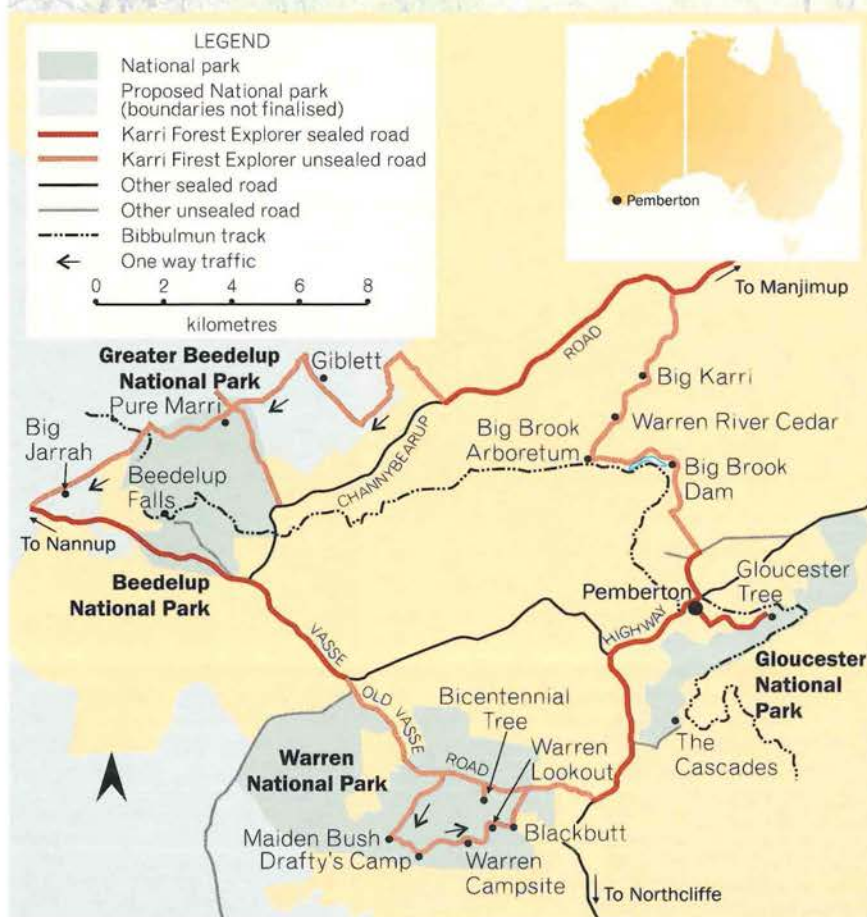 LEGEND
National park
Proposed National park
(boundaries not finalised)
Karri Forest Explorer sealed road
Karri Firest Explorer unsealed road
Other sealed road
Other unsealed road
Bibbulmun track
One way traffic
0 2 4 6 8
kilometres
Pemberton
To Manjimup
Greater Beedelup
National Park
Giblett
ROAD
Pure Marri
Big Karri
Big
Jarrah
Warren River Cedar
Big Brook
Arboretum
CHANNYBEARUP
Beedelup
Falls
Big Brook
Dam
To Nannup
Gloucester
Tree
Pemberton
Beedelup
National Park
HIGHWAY
VASSE
Gloucester
National
Park
OLD VASSE
ROAD
Bicentennial
Tree
Warren
Lookout
The
Cascades
Warren
National Park
Maiden Bush
Drafty's Camp
Blackbutt
Warren
Campsite
To Northcliffe